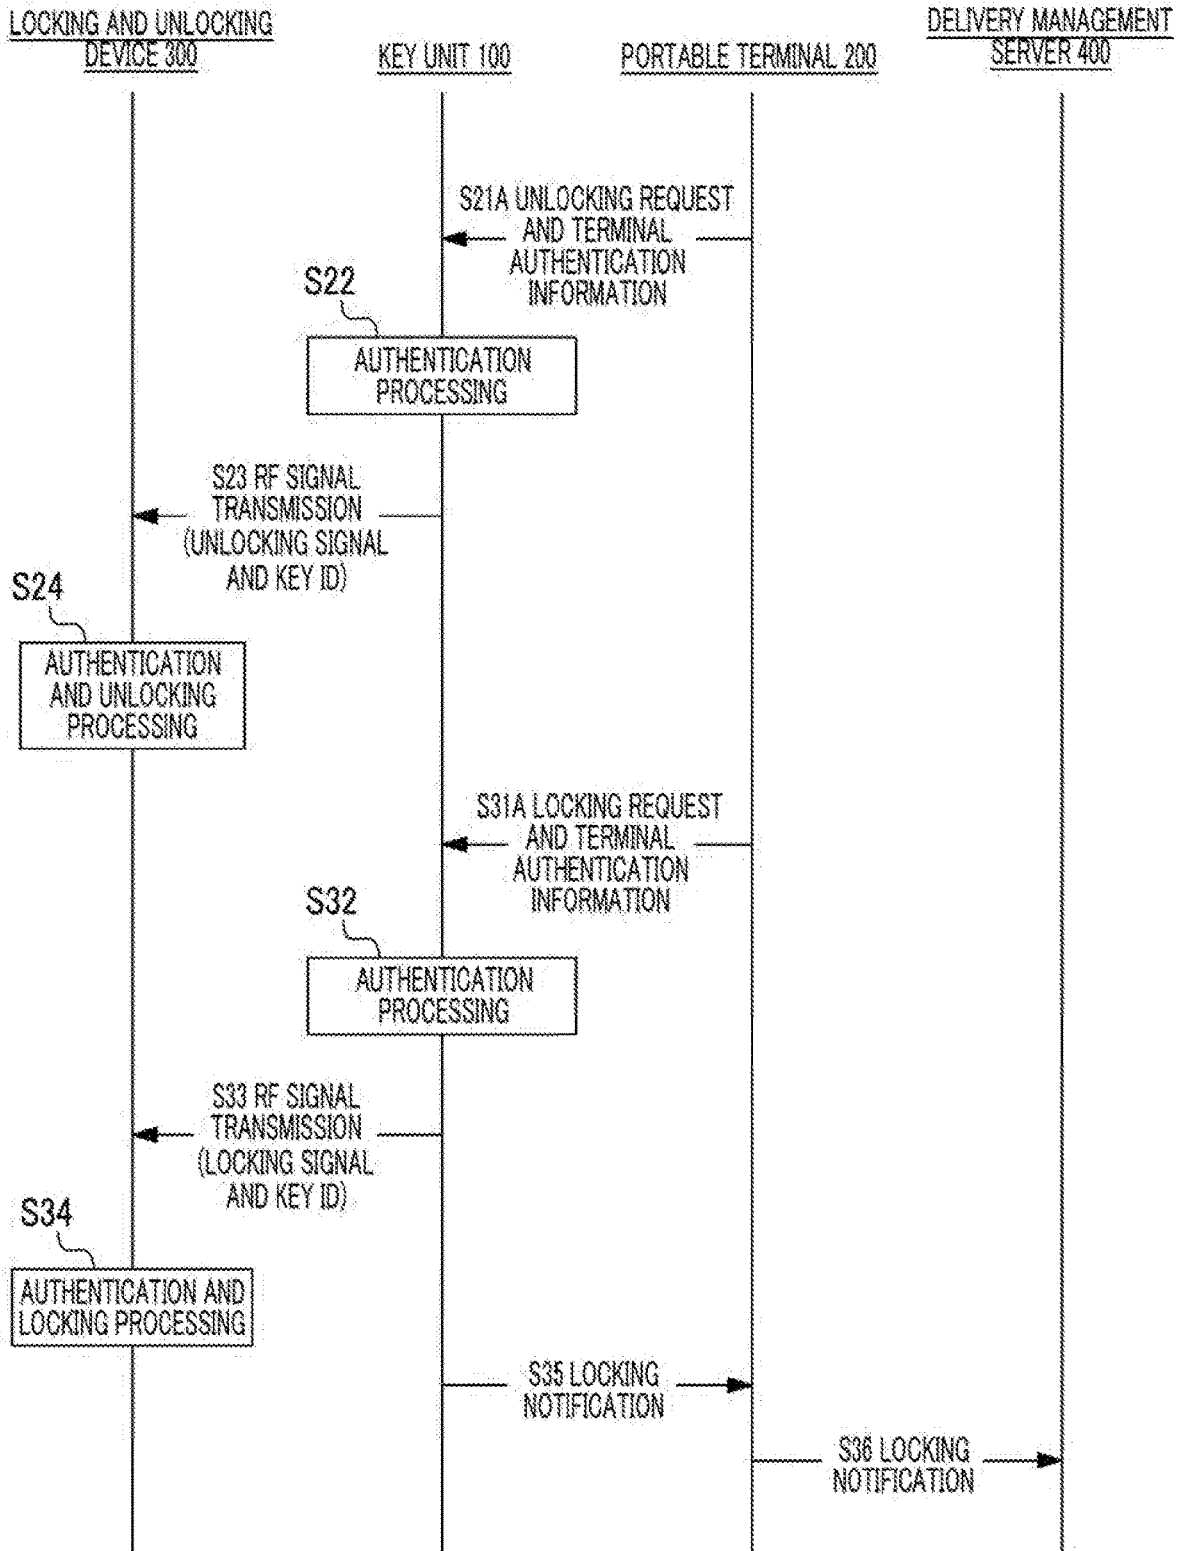 LOCKING AND UNLOCKING
DEVICE 300
KEY UNIT 100
PORTABLE TERMINAL 200
DELIVERY MANAGEMENT
SERVER 400
S21A UNLOCKING REQUEST
AND TERMINAL
AUTHENTICATION
INFORMATION
S22
AUTHENTICATION
PROCESSING
S23 RF SIGNAL
TRANSMISSION
(UNLOCKING SIGNAL
AND KEY ID)
S24
AUTHENTICATION
AND UNLOCKING
PROCESSING
S31A LOCKING REQUEST
AND TERMINAL
AUTHENTICATION
INFORMATION
S32
AUTHENTICATION
PROCESSING
S33 RF SIGNAL
TRANSMISSION
(LOCKING SIGNAL
AND KEY ID)
S34
AUTHENTICATION AND
LOCKING PROCESSING
S35 LOCKING
NOTIFICATION
S36 LOCKING
NOTIFICATION